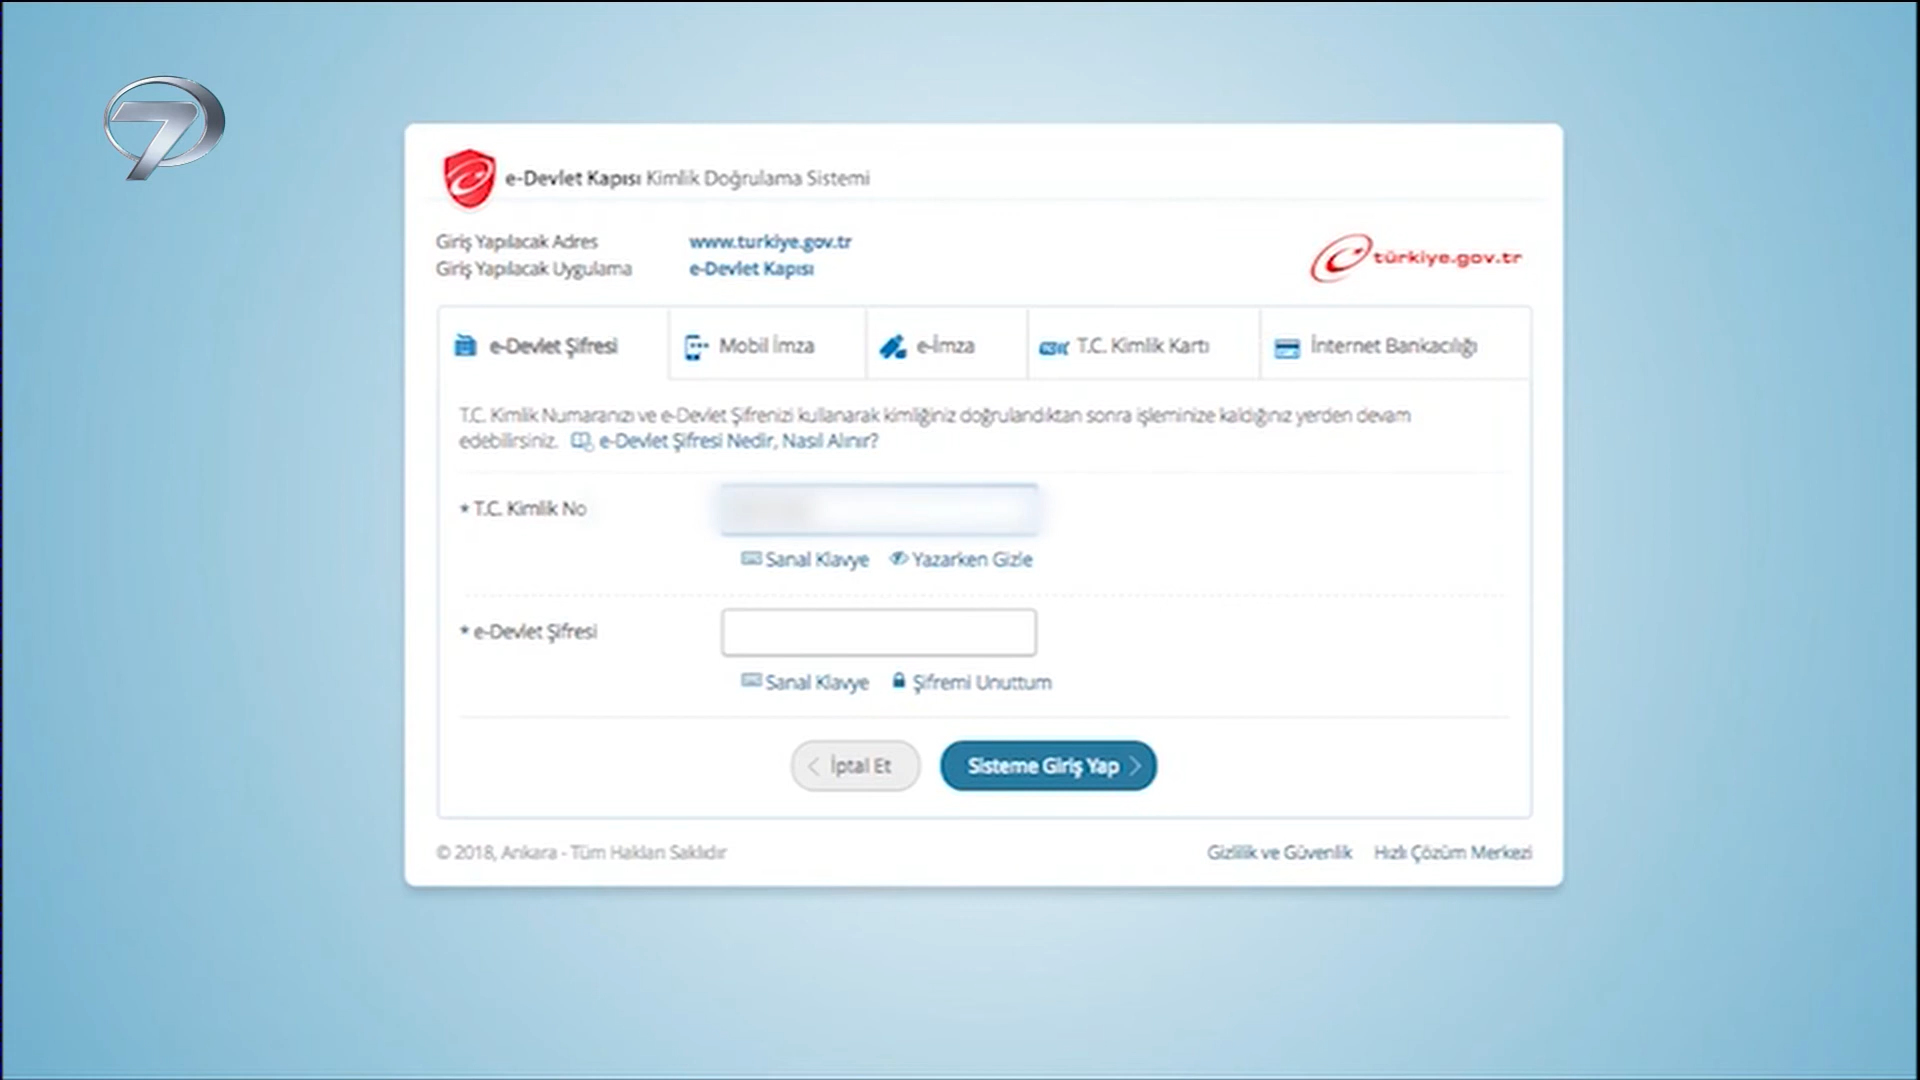 7
e-Devlet Kapısı Kimlik Doğrulama Sistemi
Giriş Yapılacak Adres www.turkiye.gov.tr
Giriş Yapılacak Uygulama e-Devlet Kapısı
türkiye.gov.tr
e-Devlet Şifresi Mobil İmza e-İmza T.C. Kimlik Kartı İnternet Bankacılığı
T.C. Kimlik Numaranızı ve e-Devlet Şifrenizi kullanarak kimliğiniz doğrulandıktan sonra işleminize kaldığınız yerden devam
edebilirsiniz. e-Devlet Şifresi Nedir, Nasıl Alınır?
* T.C. Kimlik No
Sanal Klavye Yazarken Gizle
* e-Devlet Şifresi
Sanal Klavye Şifremi Unuttum
İptal Et Sisteme Giriş Yap
© 2018, Ankara - Tüm Hakları Saklıdır Gizlilik ve Güvenlik Hızlı Çözüm Merkezi